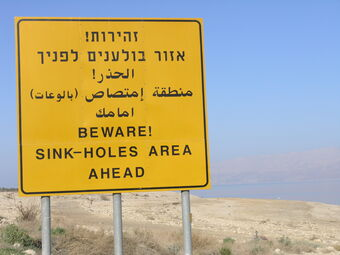 זהירות!
אזור בולענים לפניך
الحذر!
منطقة إمتصاص (بالوعات)
امامك
BEWARE!
SINK-HOLES AREA
AHEAD